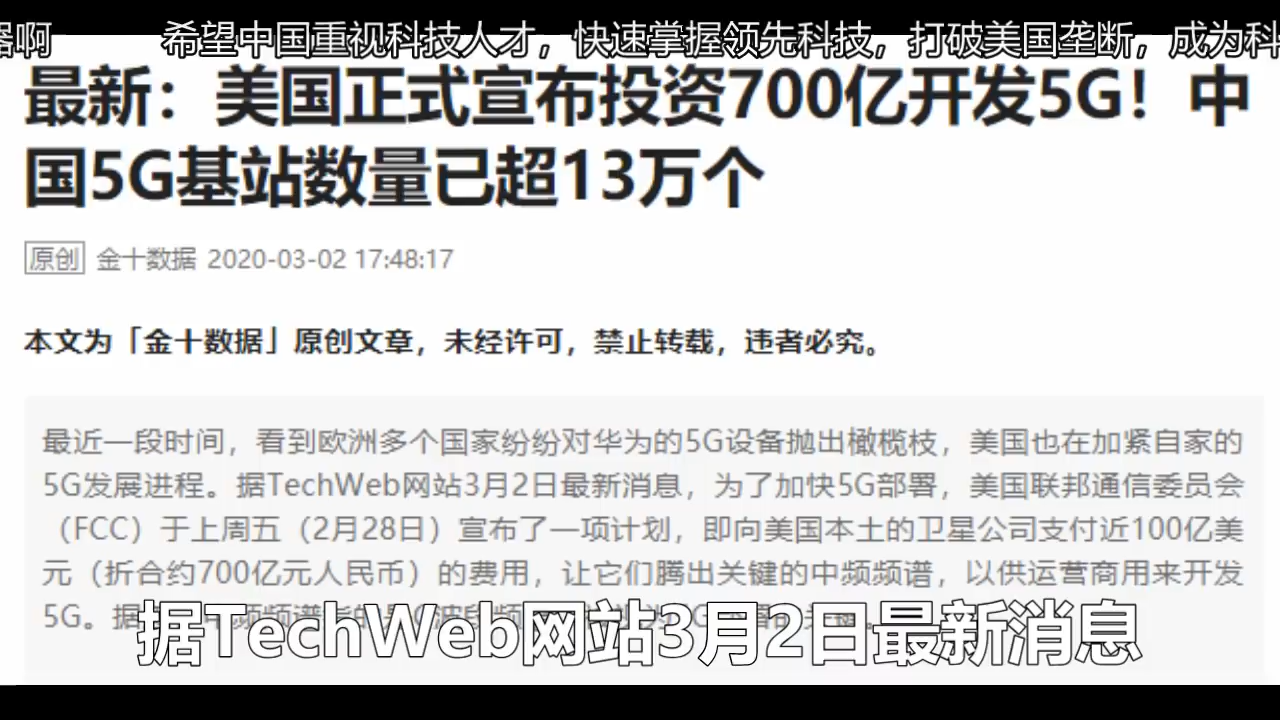 器啊 希望中国重视科技人才，快速掌握领先科技，打破美国垄断，成为科
最新：美国正式宣布投资700亿开发5G！中
国5G基站数量已超13万个
原创 金十数据 2020-03-02 17:48:17
本文为「金十数据」原创文章，未经许可，禁止转载，违者必究。
最近一段时间，看到欧洲多个国家纷纷对华为的5G设备抛出橄榄枝，美国也在加紧自家的
5G发展进程。据TechWeb网站3月2日最新消息，为了加快5G部署，美国联邦通信委员会
（FCC）于上周五（2月28日）宣布了一项计划，即向美国本土的卫星公司支付近100亿美
元（折合约700亿元人民币）的费用，让它们腾出关键的中频频谱，以供运营商用来开发
5G。据
据TechWeb网站3月2日最新消息